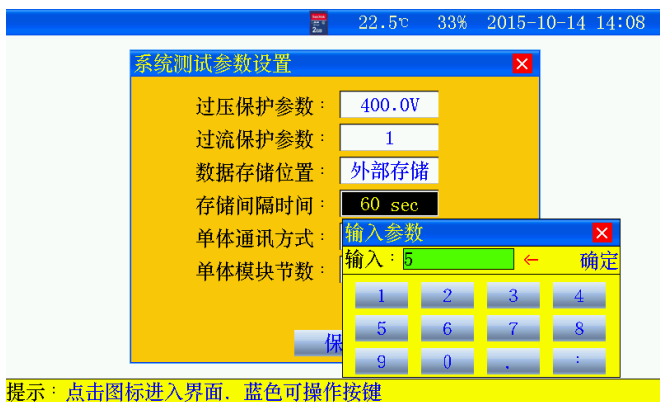 22.5℃ 33% 2015-10-14 14:08
系统测试参数设置
过压保护参数： 400.0V
过流保护参数： 1
数据存储位置： 外部存储
存储间隔时间： 60 sec
单体通讯方式：
单体模块节数：
保
输入参数
输入：5 ← 确定
1 2 3 4
5 6 7 8
9 0 . :
提示：点击图标进入界面．蓝色可操作按键